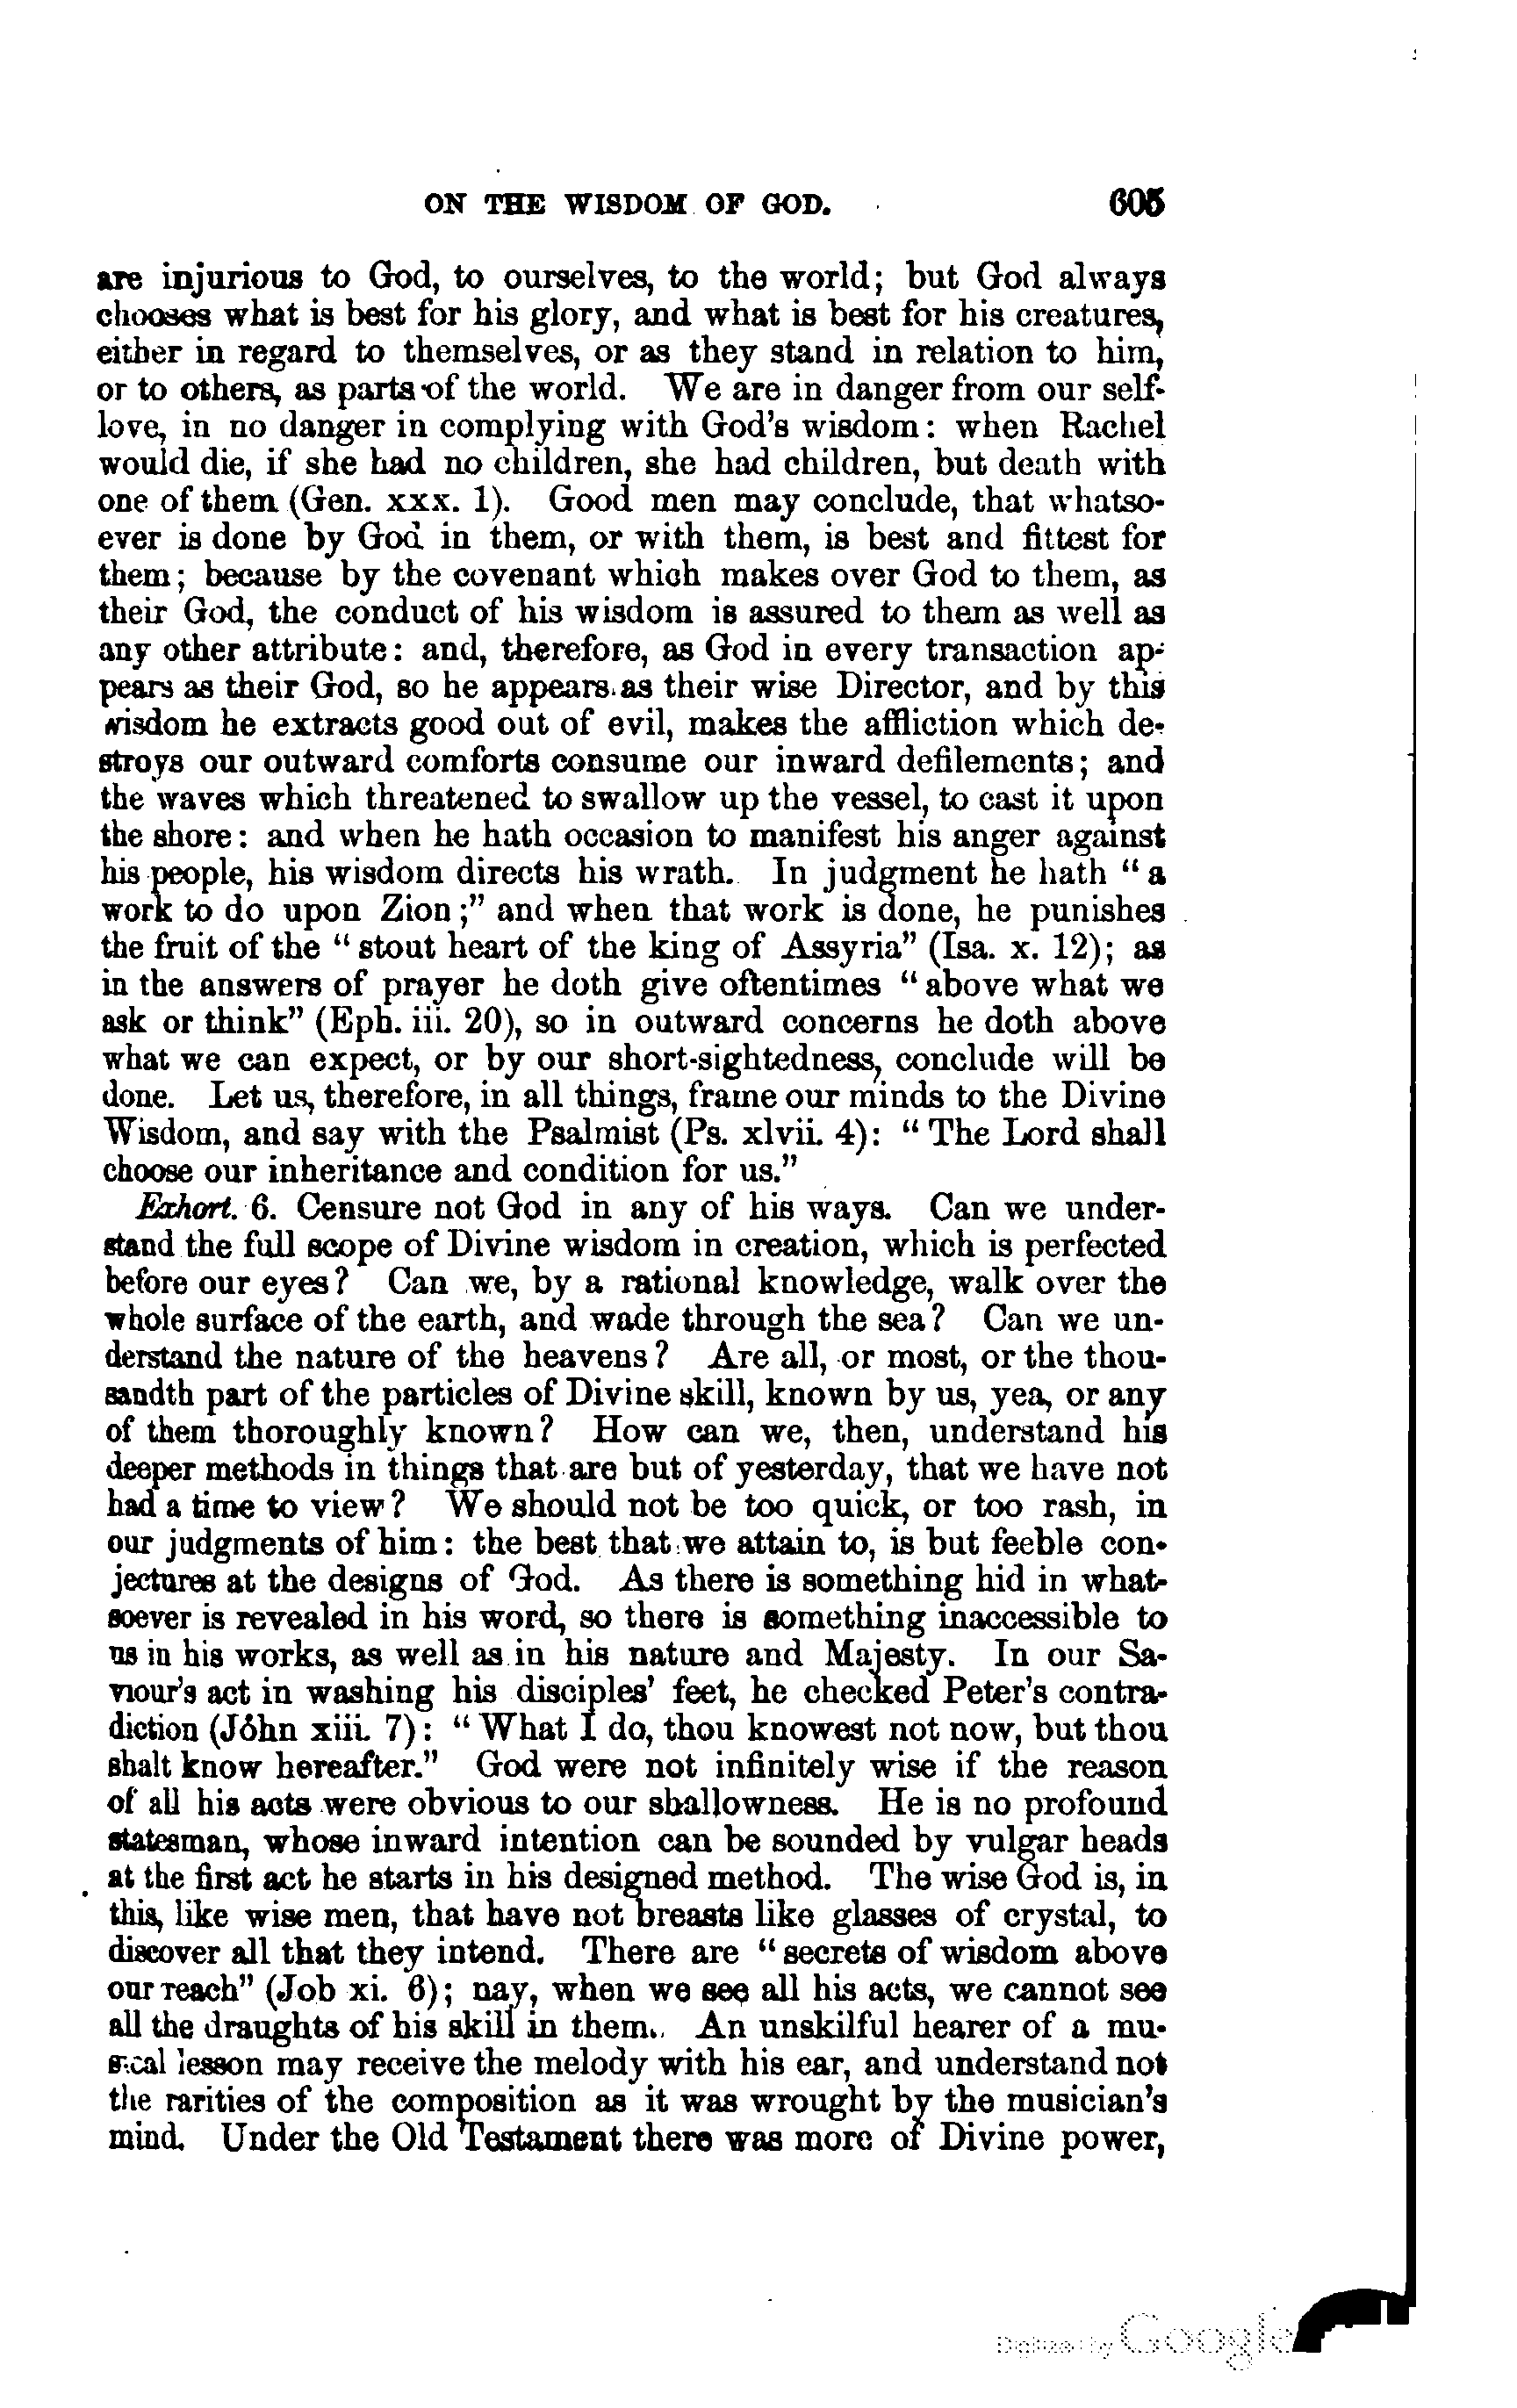 ON THE WISDOM OF GOD. 605
are injurious to God, to ourselves, to the world; but God always
chooses what is best for his glory, and what is best for his creatures,
either in regard to themselves, or as they stand in relation to him,
or to others, as parts of the world. We are in danger from our self-
love, in no danger in complying with God's wisdom: when Rachel
would die, if she had no children, she had children, but death with
one of them (Gen. xxx. 1). Good men may conclude, that whatso-
ever is done by God in them, or with them, is best and fittest for
them; because by the covenant which makes over God to them, as
their God, the conduct of his wisdom is assured to them as well as
any other attribute: and, therefore, as God in every transaction ap-
pears as their God, so he appears as their wise Director, and by this
wisdom he extracts good out of evil, makes the affliction which de-
stroys our outward comforts consume our inward defilements; and
the waves which threatened to swallow up the vessel, to cast it upon
the shore: and when he hath occasion to manifest his anger against
his people, his wisdom directs his wrath. In judgment he hath "a
work to do upon Zion;" and when that work is done, he punishes
the fruit of the "stout heart of the king of Assyria" (Isa. x. 12); as
in the answers of prayer he doth give oftentimes "above what we
ask or think" (Eph. iii. 20), so in outward concerns he doth above
what we can expect, or by our short-sightedness, conclude will be
done. Let us, therefore, in all things, frame our minds to the Divine
Wisdom, and say with the Psalmist (Ps. xlvii. 4): "The Lord shall
choose our inheritance and condition for us."
Exhort. 6. Censure not God in any of his ways. Can we under-
stand the full scope of Divine wisdom in creation, which is perfected
before our eyes? Can we, by a rational knowledge, walk over the
whole surface of the earth, and wade through the sea? Can we un-
derstand the nature of the heavens? Are all, or most, or the thou-
sandth part of the particles of Divine skill, known by us, yea, or any
of them thoroughly known? How can we, then, understand his
deeper methods in things that are but of yesterday, that we have not
had a time to view? We should not be too quick, or too rash, in
our judgments of him: the best that we attain to, is but feeble con-
jectures at the designs of God. As there is something hid in what-
soever is revealed in his word, so there is something inaccessible to
us in his works, as well as in his nature and Majesty. In our Sa-
viour's act in washing his disciples' feet, he checked Peter's contra-
diction (John xiii. 7): "What I do, thou knowest not now, but thou
shalt know hereafter." God were not infinitely wise if the reason
of all his acts were obvious to our shallowness. He is no profound
statesman, whose inward intention can be sounded by vulgar heads
at the first act he starts in his designed method. The wise God is, in
this, like wise men, that have not breasts like glasses of crystal, to
discover all that they intend. There are "secrets of wisdom above
our reach" (Job xi. 6); nay, when we see all his acts, we cannot see
all the draughts of his skill in them. An unskilful hearer of a mu-
sical lesson may receive the melody with his ear, and understand not
the rarities of the composition as it was wrought by the musician's
mind. Under the Old Testament there was more of Divine power,
Digitized by Google